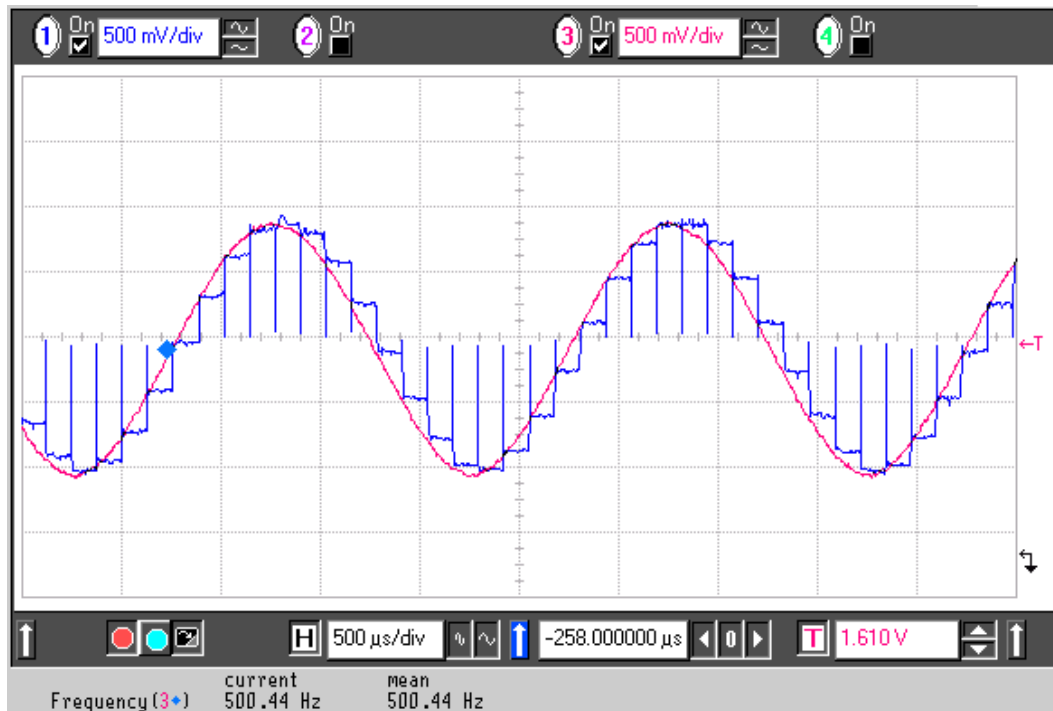 1 On 500 mV/div 2 On 3 On 500 mV/div 4 On
T
H 500 µs/div -258.000000 µs 0 T 1.610 V
current mean
Frequency(3) 500.44 Hz 500.44 Hz